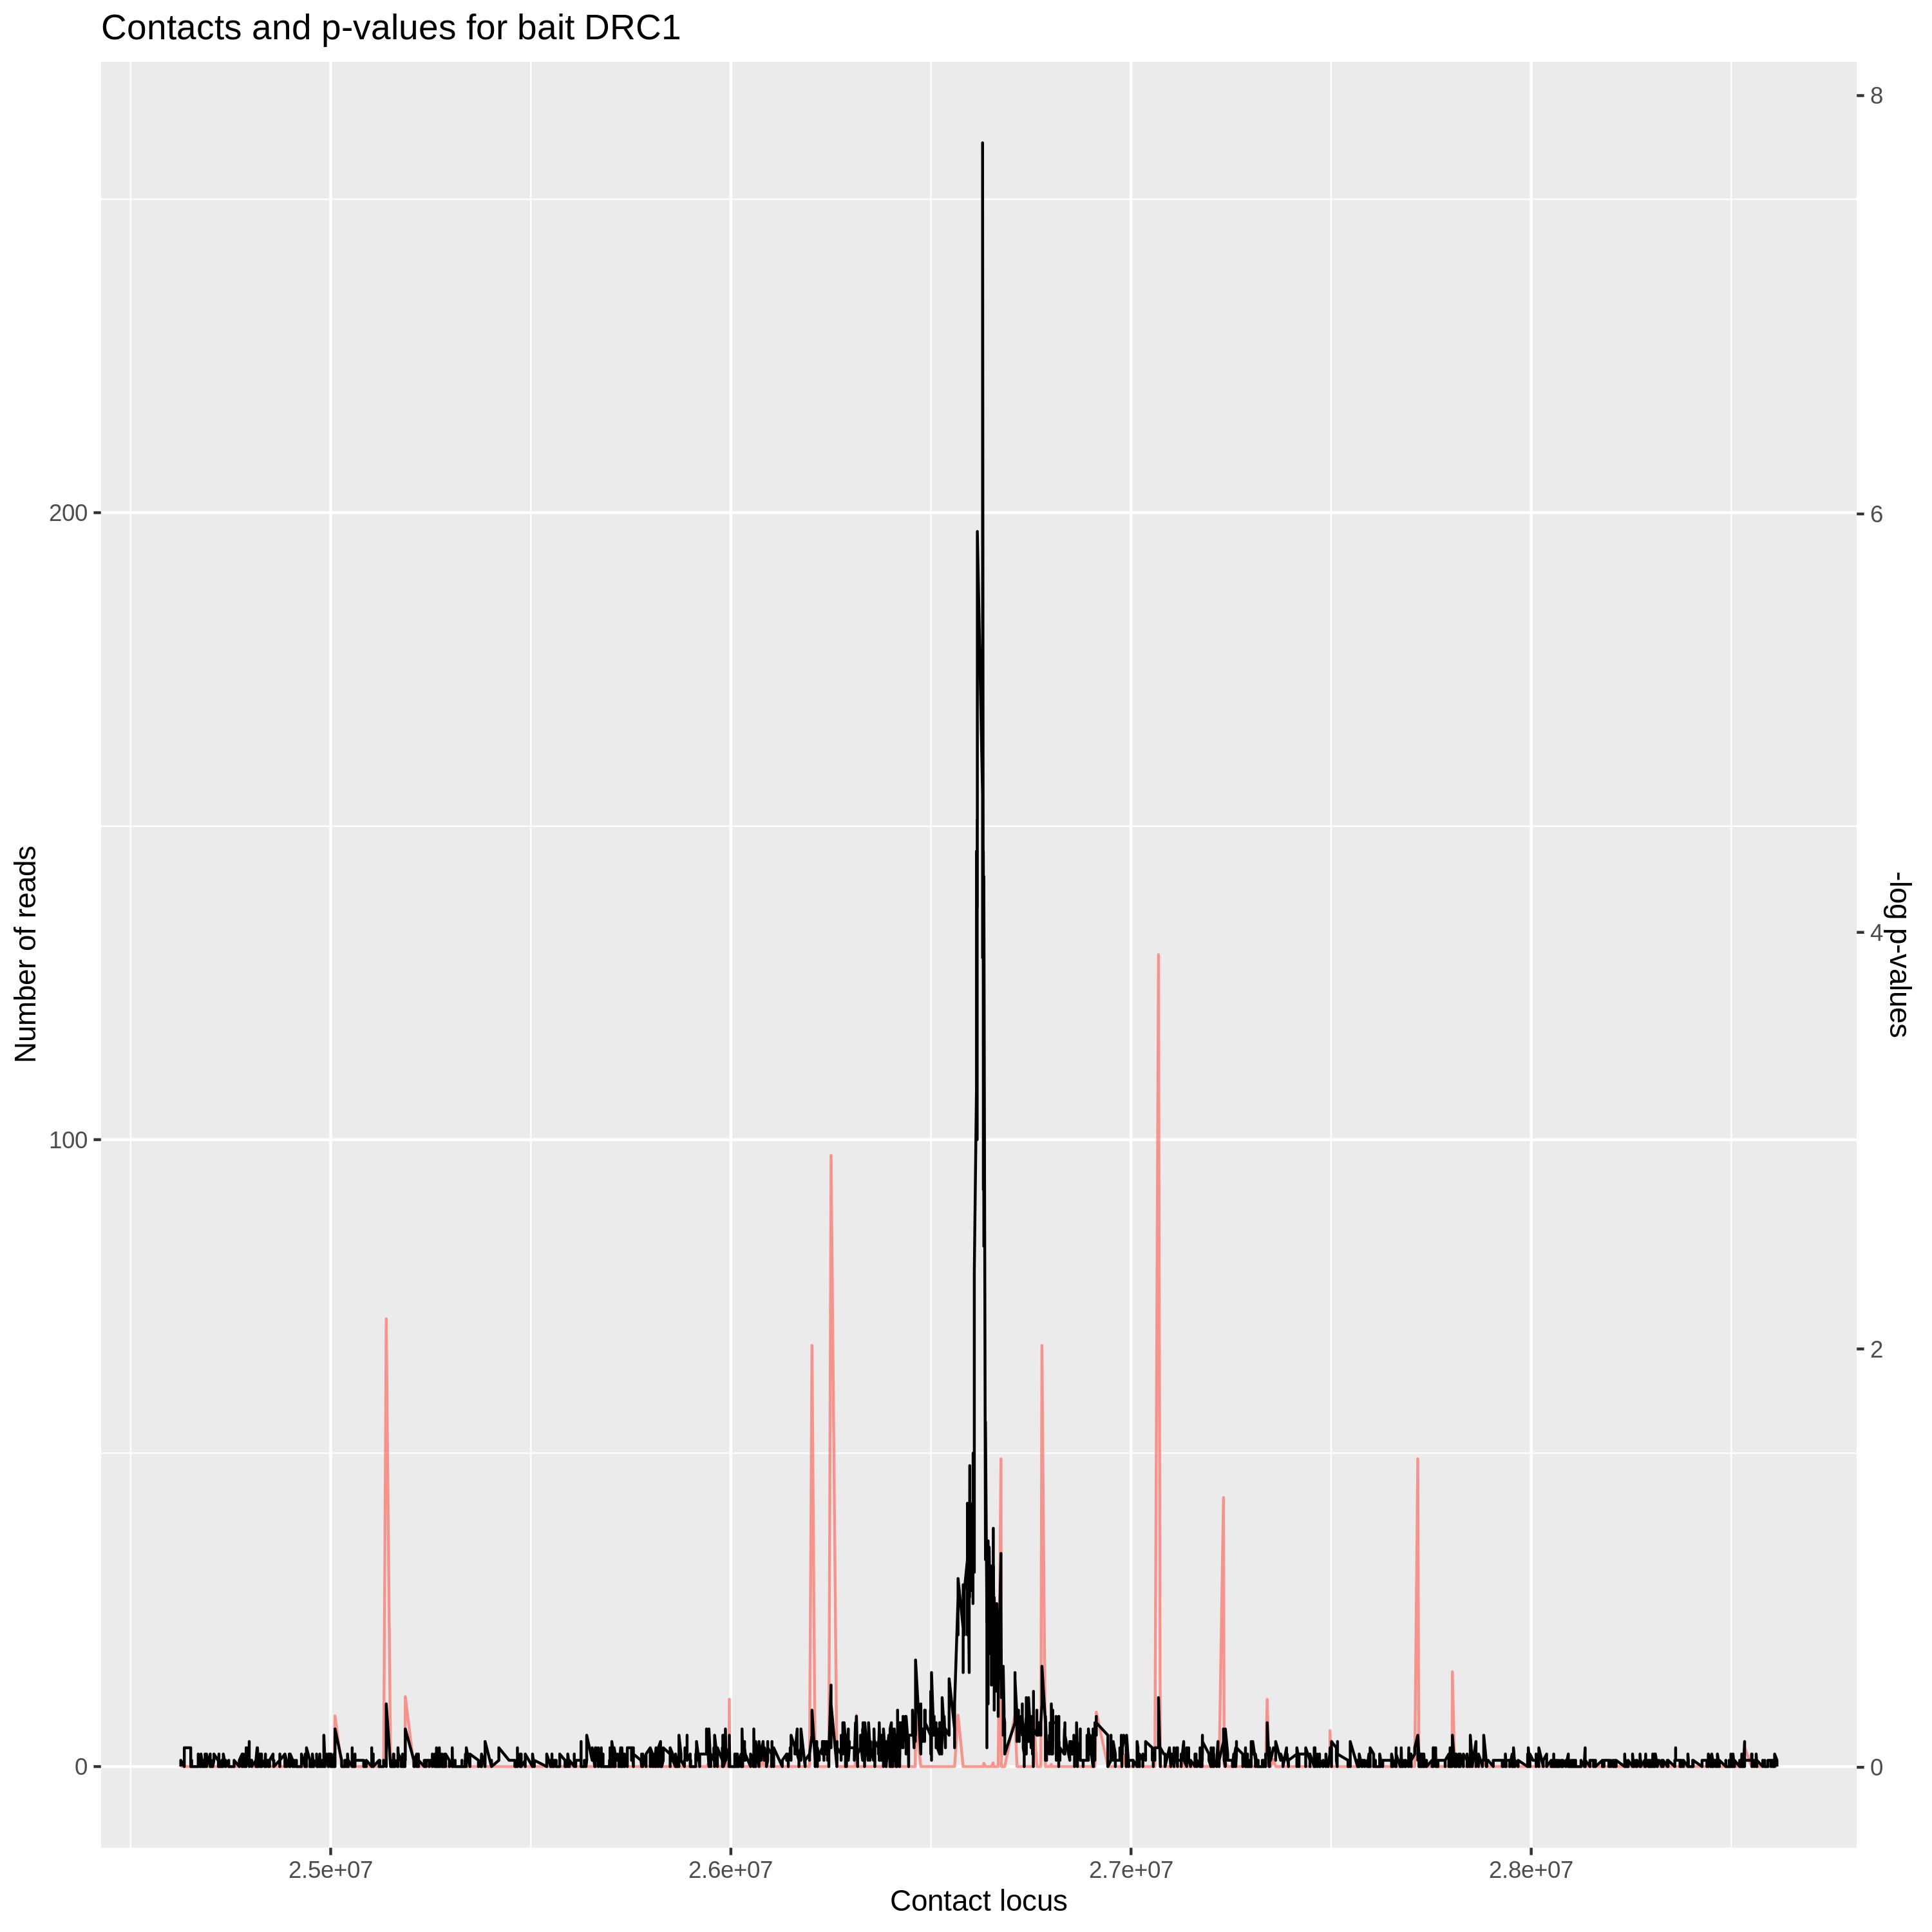 Contacts and p-values for bait DRC1
Number of reads
200
100
0
8
6
4
2
0
-log p-values
2.5e+07
2.6e+07
2.7e+07
2.8e+07
Contact locus